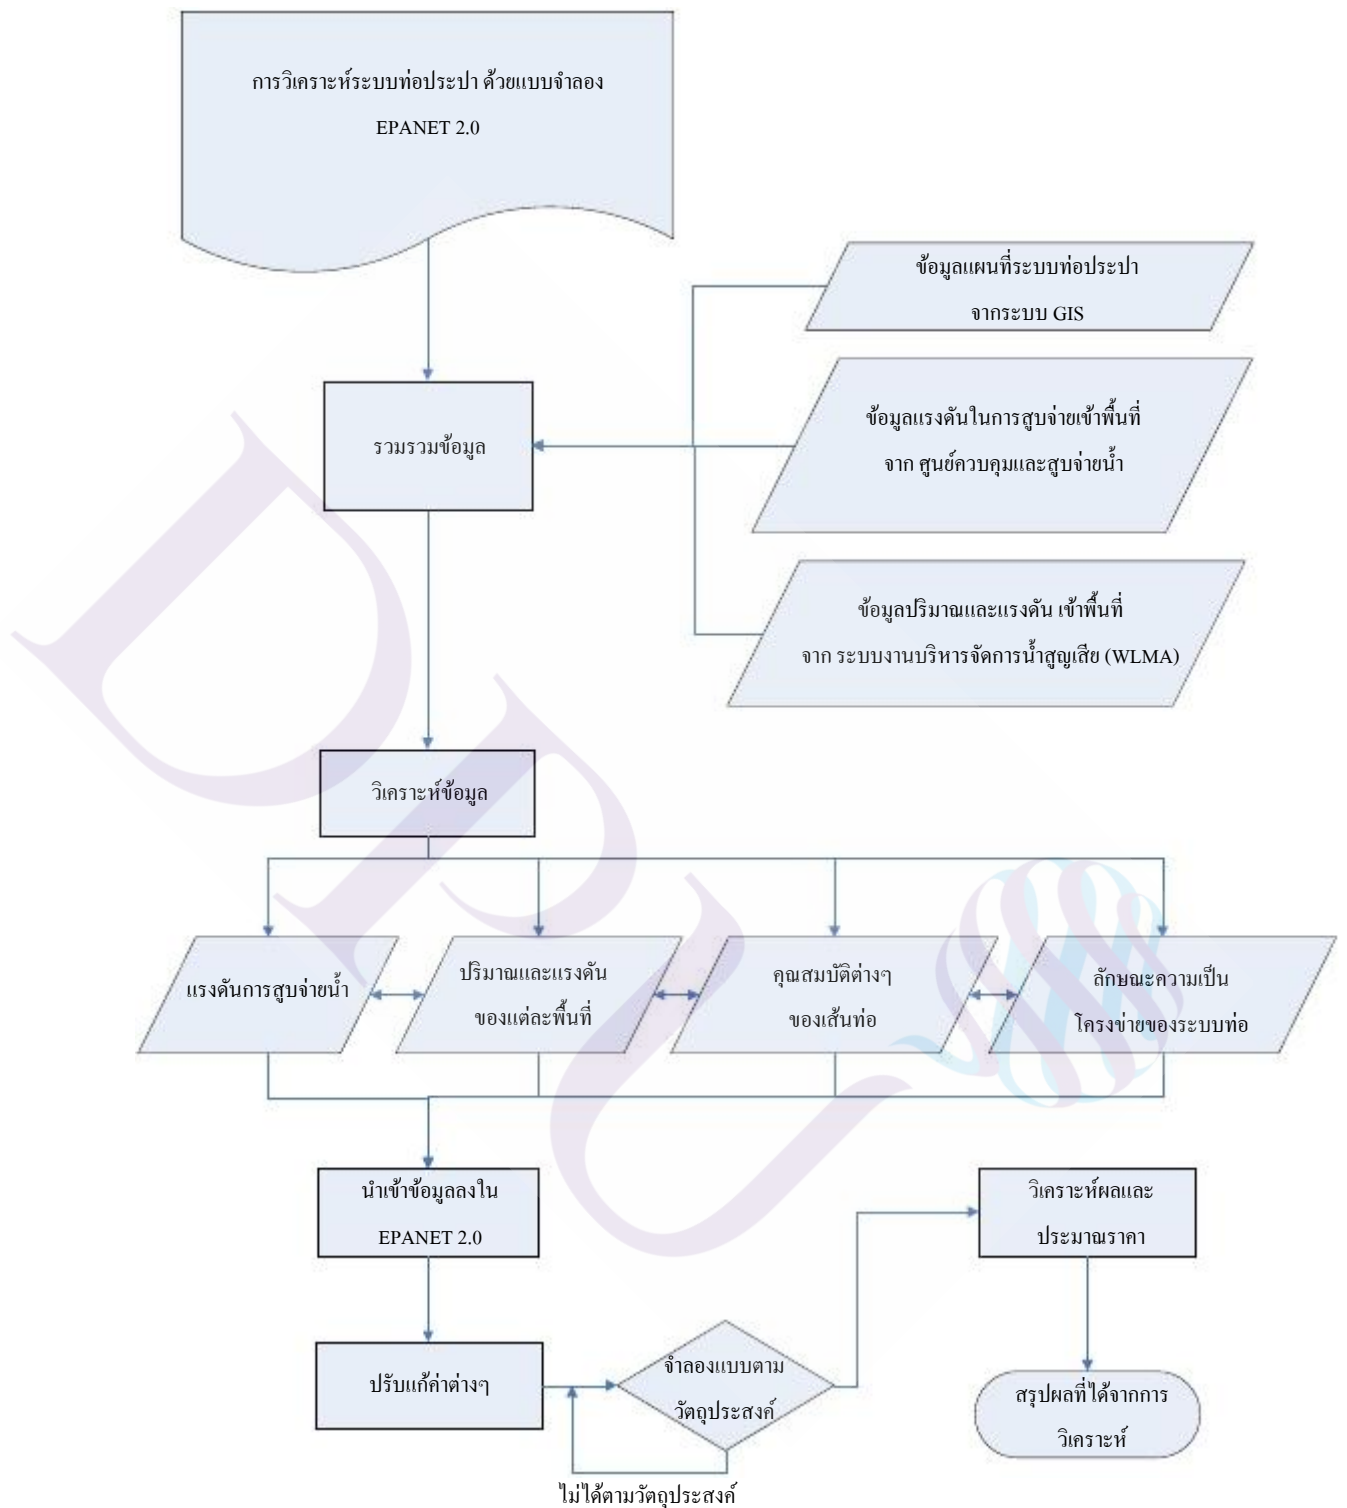 การวิเคราะห์ระบบท่อประปา ด้วยแบบจำลอง
EPANET 2.0
ข้อมูลแผนที่ระบบท่อประปา
จากระบบ GIS
รวมรวมข้อมูล
ข้อมูลแรงดันในการสูบจ่ายเข้าพื้นที่
จาก ศูนย์ควบคุมและสูบจ่ายน้ำ
ข้อมูลปริมาณและแรงดัน เข้าพื้นที่
จาก ระบบงานบริหารจัดการน้ำสูญเสีย (WLMA)
วิเคราะห์ข้อมูล
แรงดันการสูบจ่ายน้ำ
ปริมาณและแรงดัน
ของแต่ละพื้นที่
คุณสมบัติต่างๆ
ของเส้นท่อ
ลักษณะความเป็น
โครงข่ายของระบบท่อ
นำเข้าข้อมูลลงใน
EPANET 2.0
วิเคราะห์ผลและ
ประมาณราคา
ปรับแก้ค่าต่างๆ
จำลองแบบตาม
วัตถุประสงค์
สรุปผลที่ได้จากการ
วิเคราะห์
ไม่ได้ตามวัตถุประสงค์
DPU